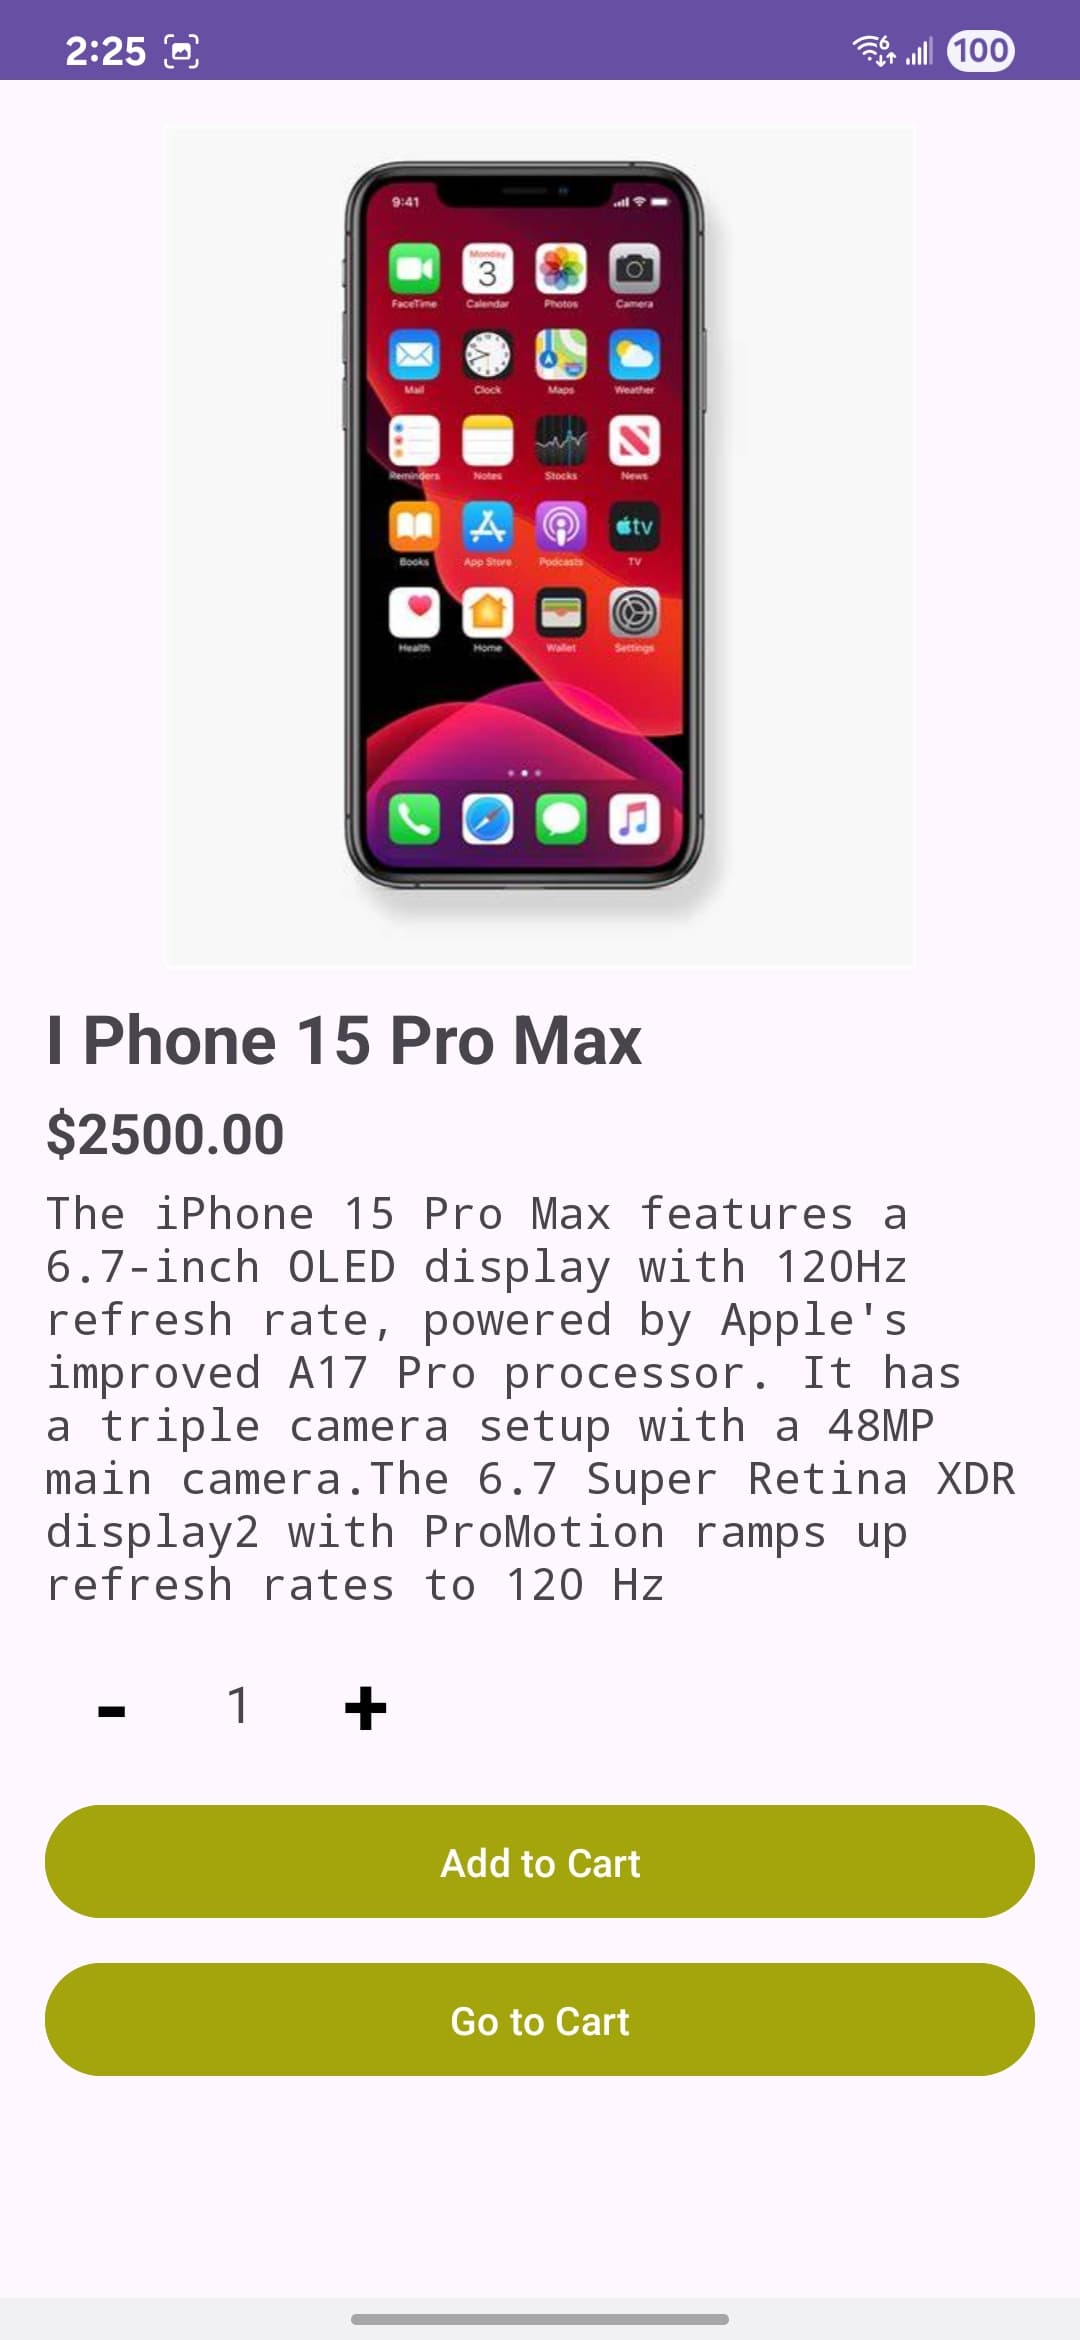 2:25
6
100
9:41
Monday
3
FaceTime Calendar Photos Camera
Mail Clock Maps Weather
Reminders Notes Stocks News
tv
Books App Store Podcasts TV
Health Home Wallet Settings
I Phone 15 Pro Max
$2500.00
The iPhone 15 Pro Max features a
6.7-inch OLED display with 120Hz
refresh rate, powered by Apple's
improved A17 Pro processor. It has
a triple camera setup with a 48MP
main camera.The 6.7 Super Retina XDR
display2 with ProMotion ramps up
refresh rates to 120 Hz
- 1 +
Add to Cart
Go to Cart